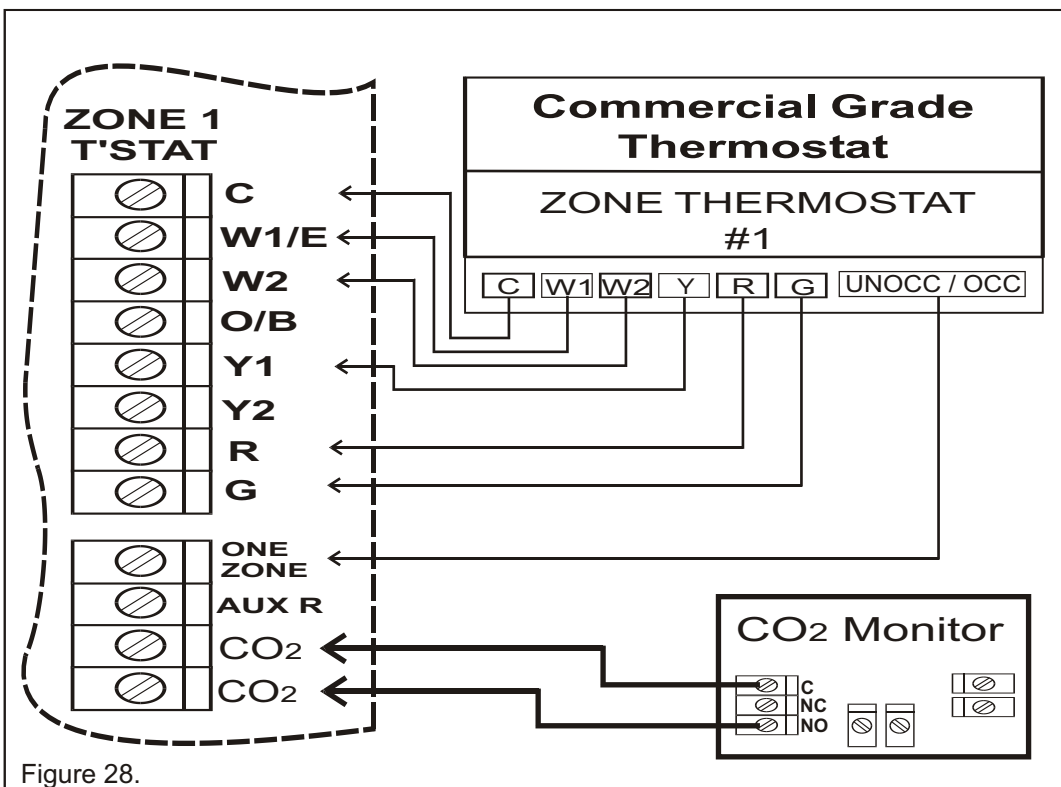 ZONE 1
T'STAT
C
W1/E
W2
O/B
Y1
Y2
R
G
ONE
ZONE
AUX R
CO2
CO2
Commercial Grade
Thermostat
ZONE THERMOSTAT
#1
C W1 W2 Y R G UNOCC / OCC
CO2 Monitor
C
NC
NO
Figure 28.